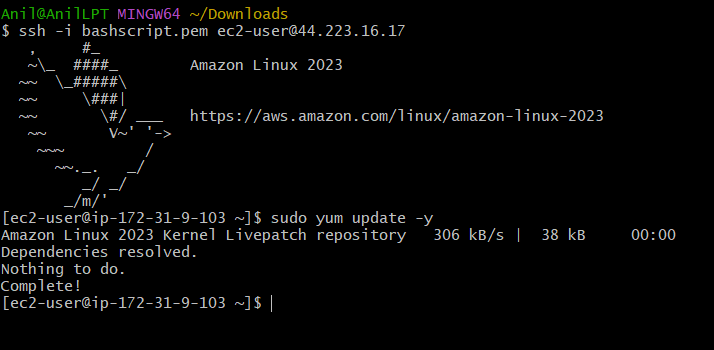 Anil@AnilLPT MINGW64 ~/Downloads
$ ssh -i bashscript.pem ec2-user@44.223.16.17
   ,     #_
   ~\_  ####_        Amazon Linux 2023
  ~~  \_#####\
  ~~     \###|
  ~~       \#/ ___   https://aws.amazon.com/linux/amazon-linux-2023
   ~~       V~' '->
    ~~~         /
      ~~._.   _/
         _/ _/
       _/m/'
[ec2-user@ip-172-31-9-103 ~]$ sudo yum update -y
Amazon Linux 2023 Kernel Livepatch repository   306 kB/s |  38 kB     00:00
Dependencies resolved.
Nothing to do.
Complete!
[ec2-user@ip-172-31-9-103 ~]$